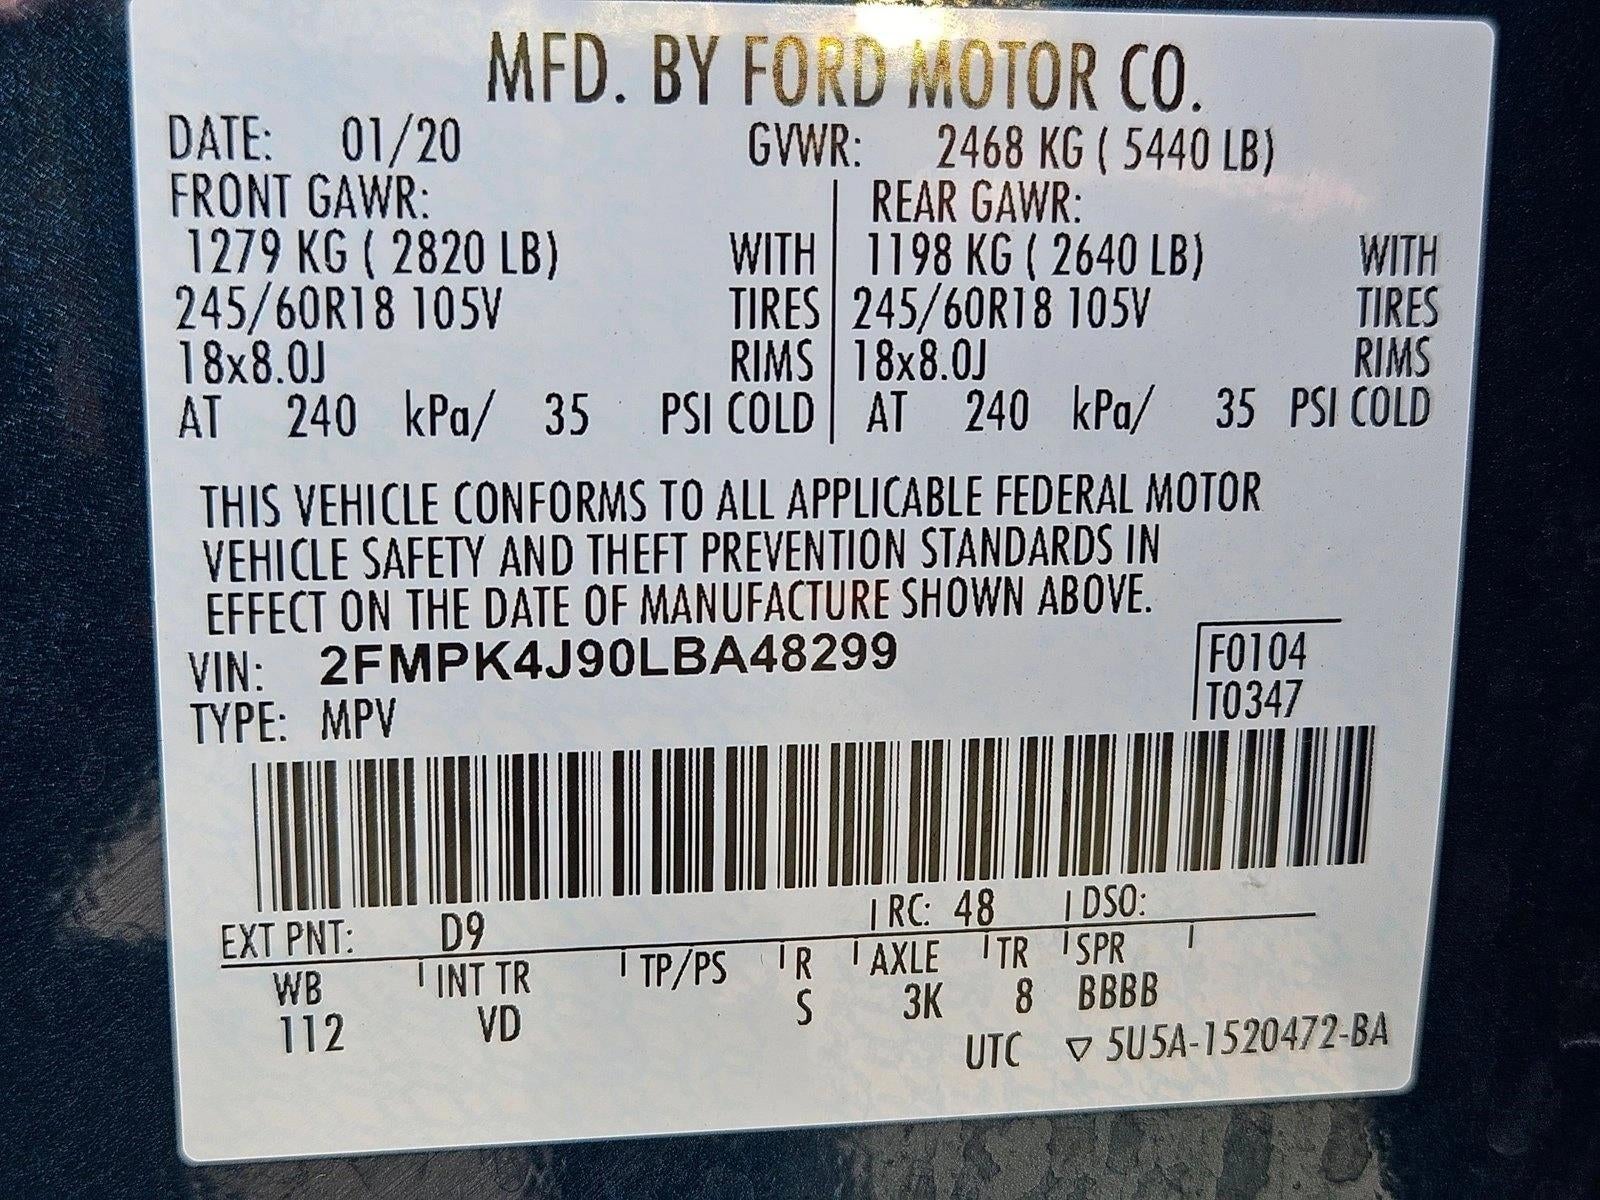 MFD. BY FORD MOTOR CO.
DATE: 01/20 GVWR: 2468 KG ( 5440 LB)
FRONT GAWR: REAR GAWR:
1279 KG ( 2820 LB) WITH 1198 KG ( 2640 LB) WITH
245/60R18 105V TIRES 245/60R18 105V TIRES
18x8.0J RIMS 18x8.0J RIMS
AT 240 kPa/ 35 PSI COLD AT 240 kPa/ 35 PSI COLD
THIS VEHICLE CONFORMS TO ALL APPLICABLE FEDERAL MOTOR
VEHICLE SAFETY AND THEFT PREVENTION STANDARDS IN
EFFECT ON THE DATE OF MANUFACTURE SHOWN ABOVE.
VIN: 2FMPK4J90LBA48299 F0104
TYPE: MPV T0347
EXT PNT: D9 RC: 48 DSO:
WB INT TR TP/PS R AXLE TR SPR
112 VD S 3K 8 BBBB
UTC ▽ 5U5A-1520472-BA